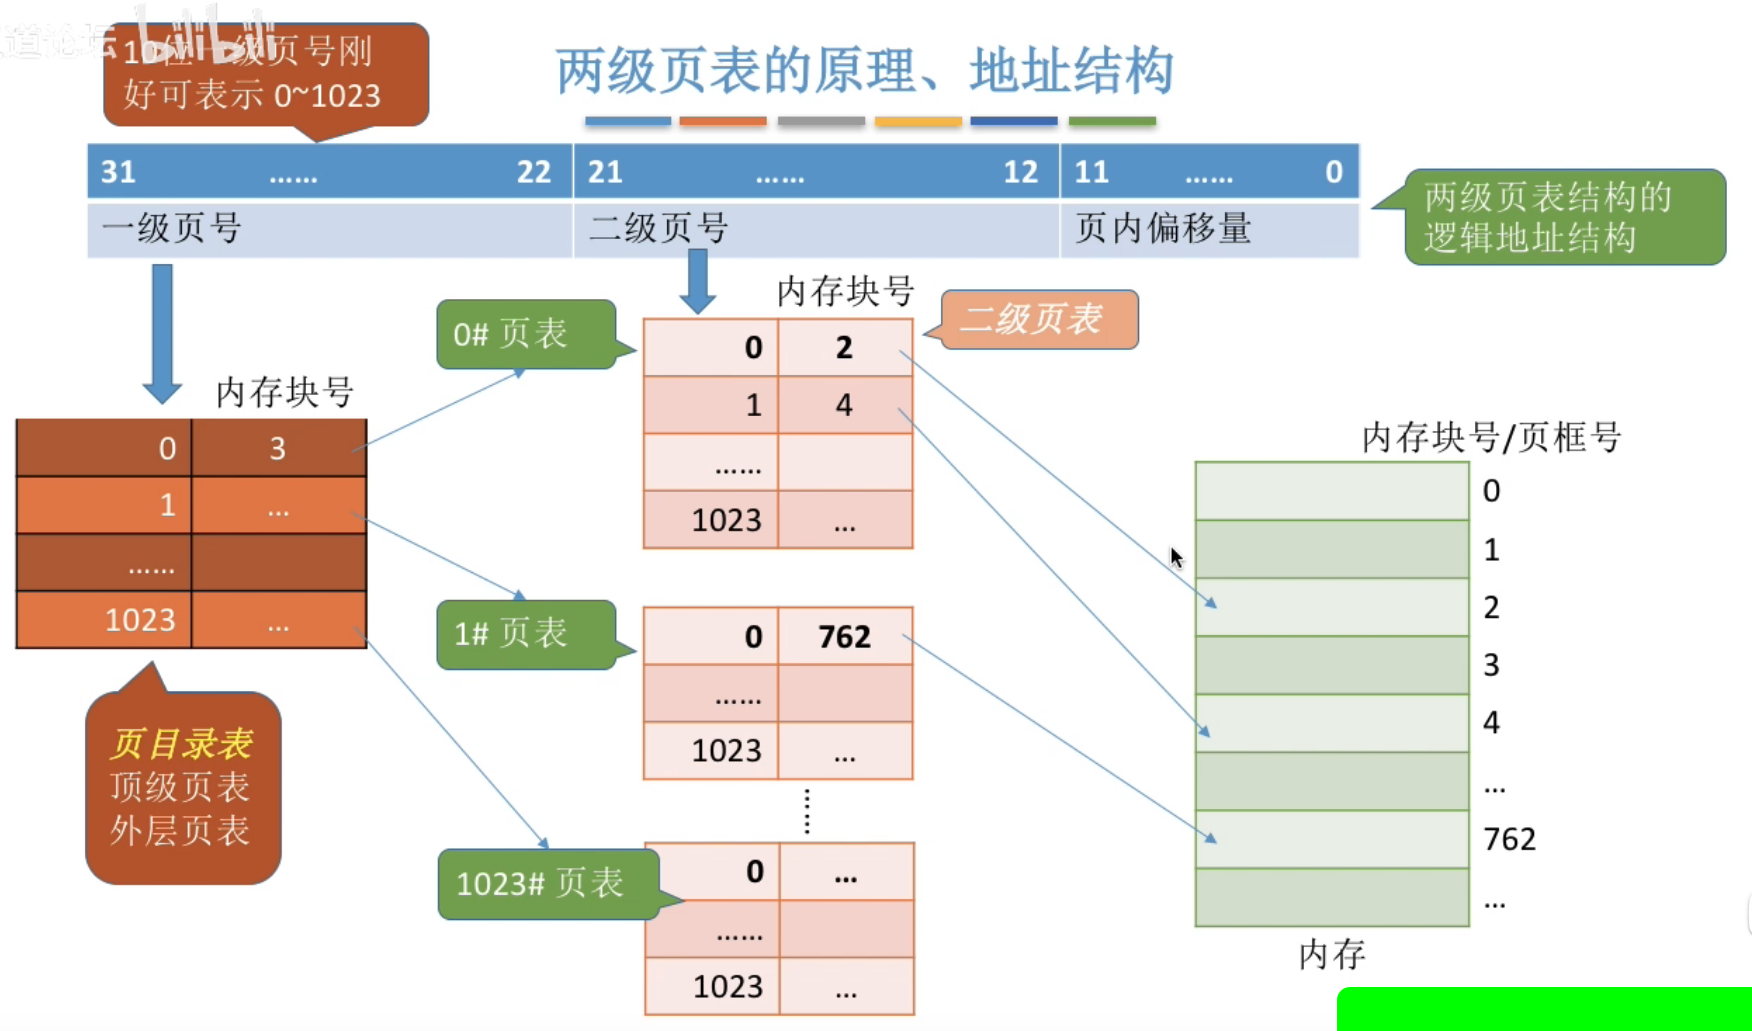 道论坛 bilibili
10位一级页号刚
好可表示 0~1023
两级页表的原理、地址结构
31 …… 22 21 …… 12 11 …… 0
一级页号 二级页号 页内偏移量
两级页表结构的
逻辑地址结构
内存块号
0# 页表
0 2
二级页表
1 4
……
1023 ...
内存块号
0 3
1 ...
……
1023 ...
页目录表
顶级页表
外层页表
1# 页表
0 762
……
1023 ...
1023# 页表
0 ...
……
1023 ...
内存块号/页框号
0
1
2
3
4
...
762
...
内存